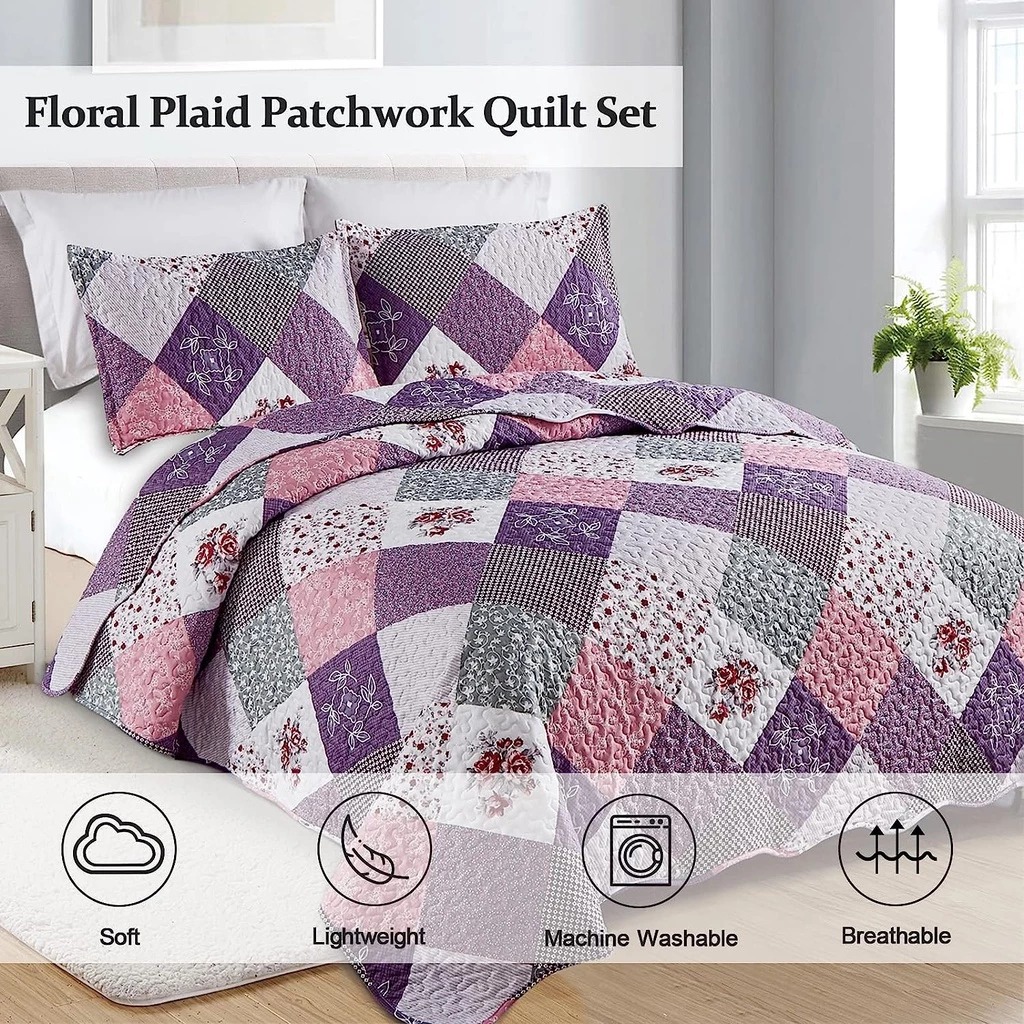 Floral Plaid Patchwork Quilt Set
Soft
Lightweight
Machine Washable
Breathable